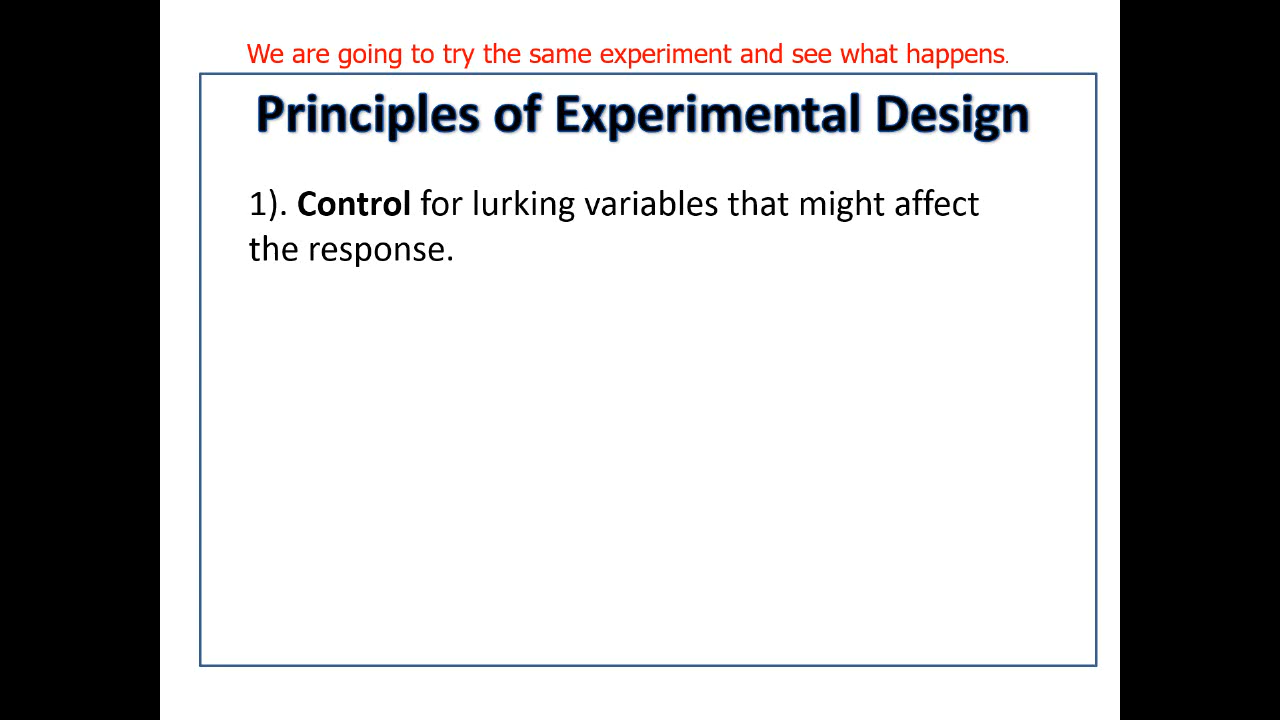 We are going to try the same experiment and see what happens.
Principles of Experimental Design
1). Control for lurking variables that might affect
the response.